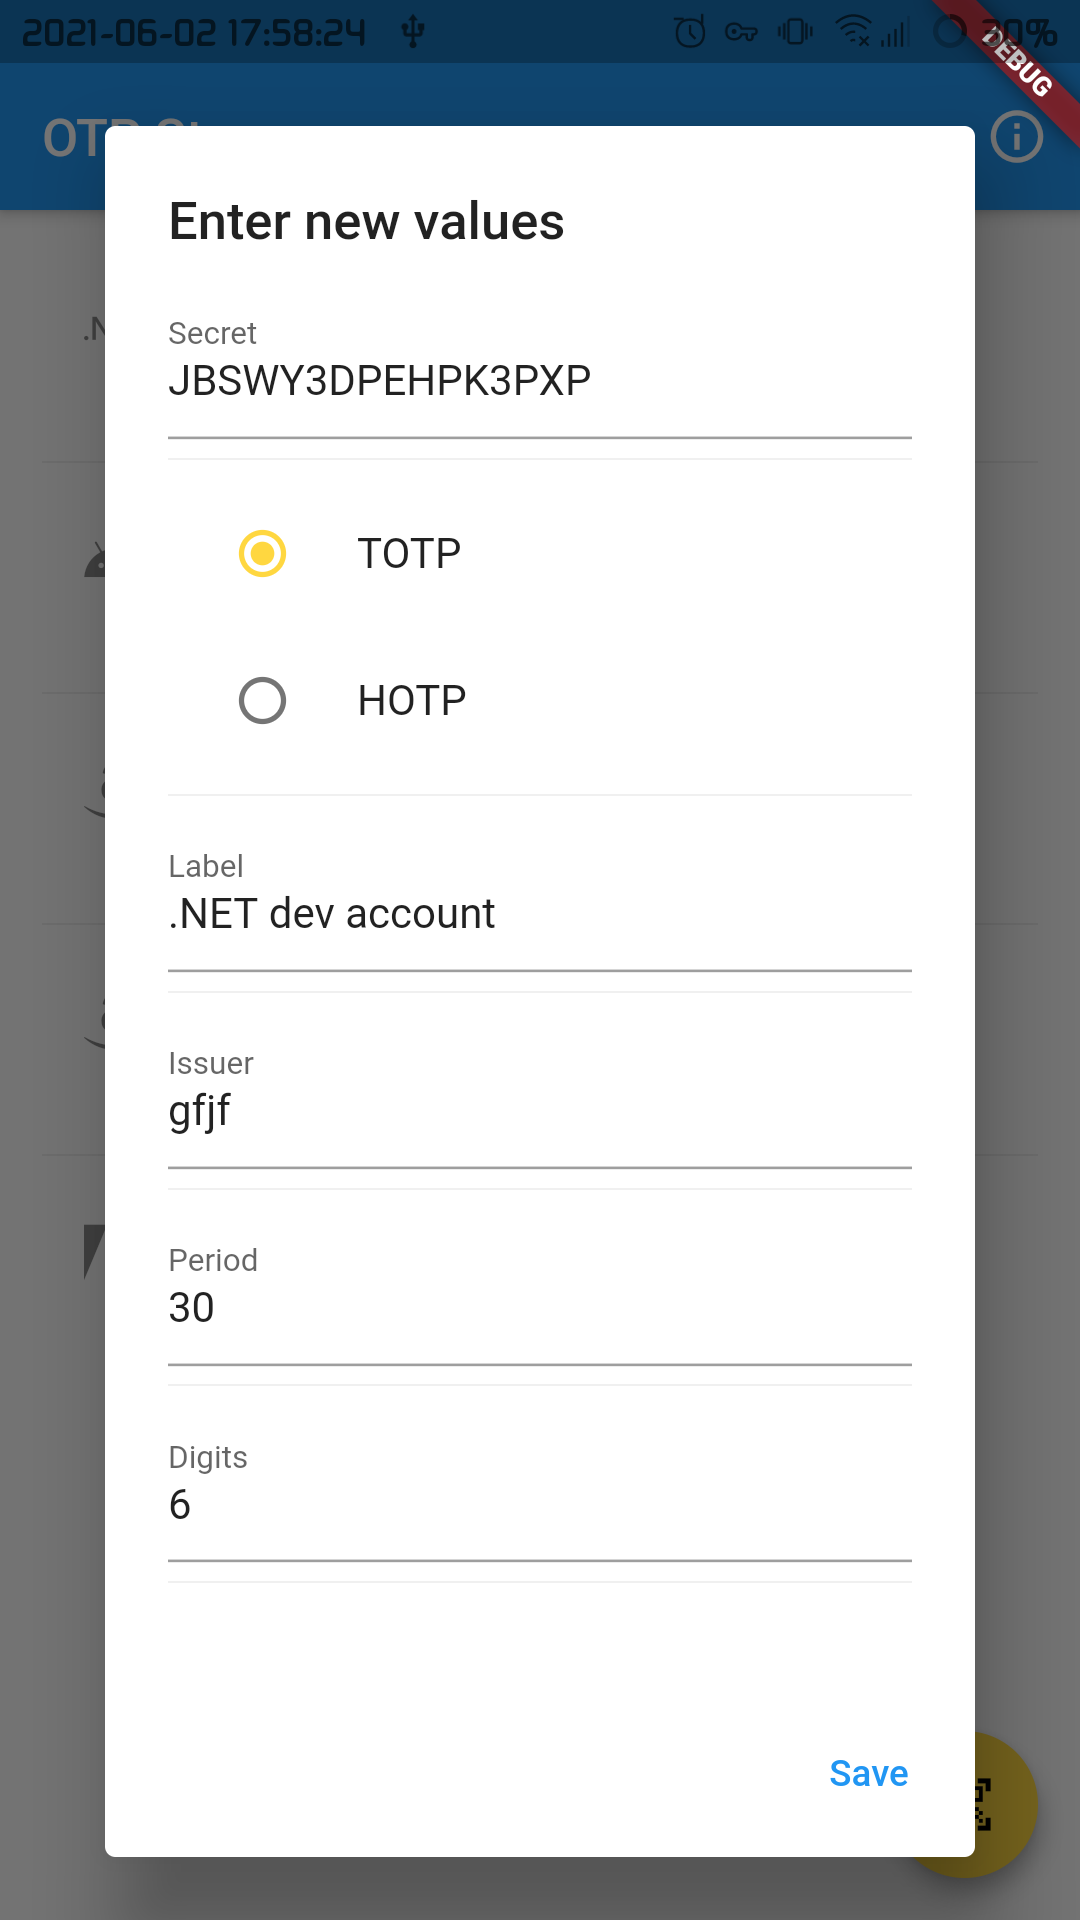 2021-06-02 17:58:24
30%
DEBUG
Enter new values
Secret
JBSWY3DPEHPK3PXP
TOTP
HOTP
Label
.NET dev account
Issuer
gfjf
Period
30
Digits
6
Save